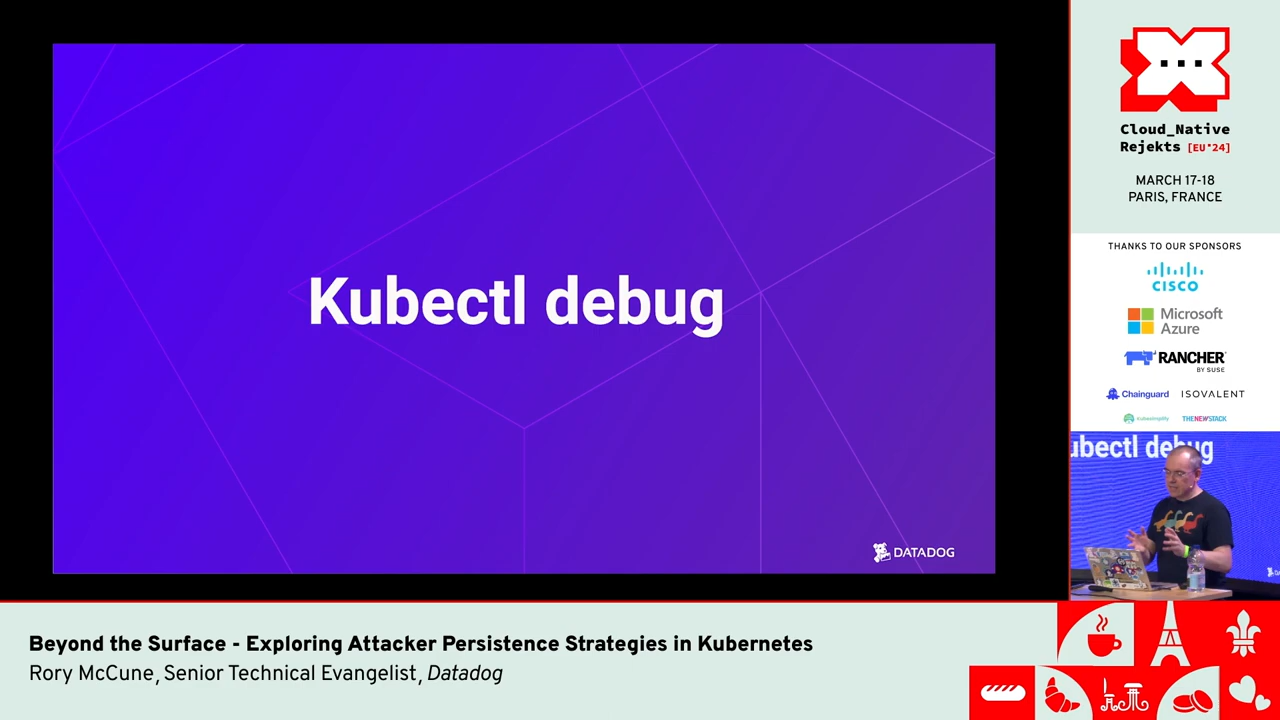 Kubectl debug
DATADOG
Cloud_Native
Rejekts [EU*24]
MARCH 17-18
PARIS, FRANCE
THANKS TO OUR SPONSORS
CISCO
Microsoft
Azure
RANCHER
BY SUSE
Chainguard
ISOVALENT
kubesimplify
THENEWSTACK
ubectl debug
Beyond the Surface - Exploring Attacker Persistence Strategies in Kubernetes
Rory McCune, Senior Technical Evangelist, Datadog